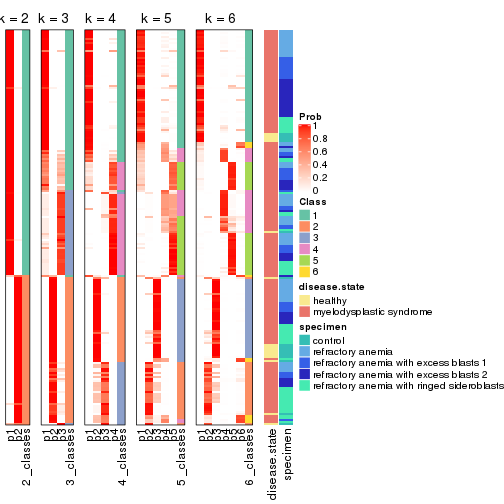 k = 2 k = 3 k = 4 k = 5 k = 6
Prob
1
0.8
0.6
0.4
0.2
0
Class
1
2
3
4
5
6
disease.state
healthy
myelodysplastic syndrome
specimen
control
refractory anemia
refractory anemia with excess blasts 1
refractory anemia with excess blasts 2
refractory anemia with ringed sideroblasts
p1 p2 2_classes p1 p2 p3 3_classes p1 p2 p3 p4 4_classes p1 p2 p3 p4 p5 5_classes p1 p2 p3 p4 p5 p6 6_classes disease.state specimen